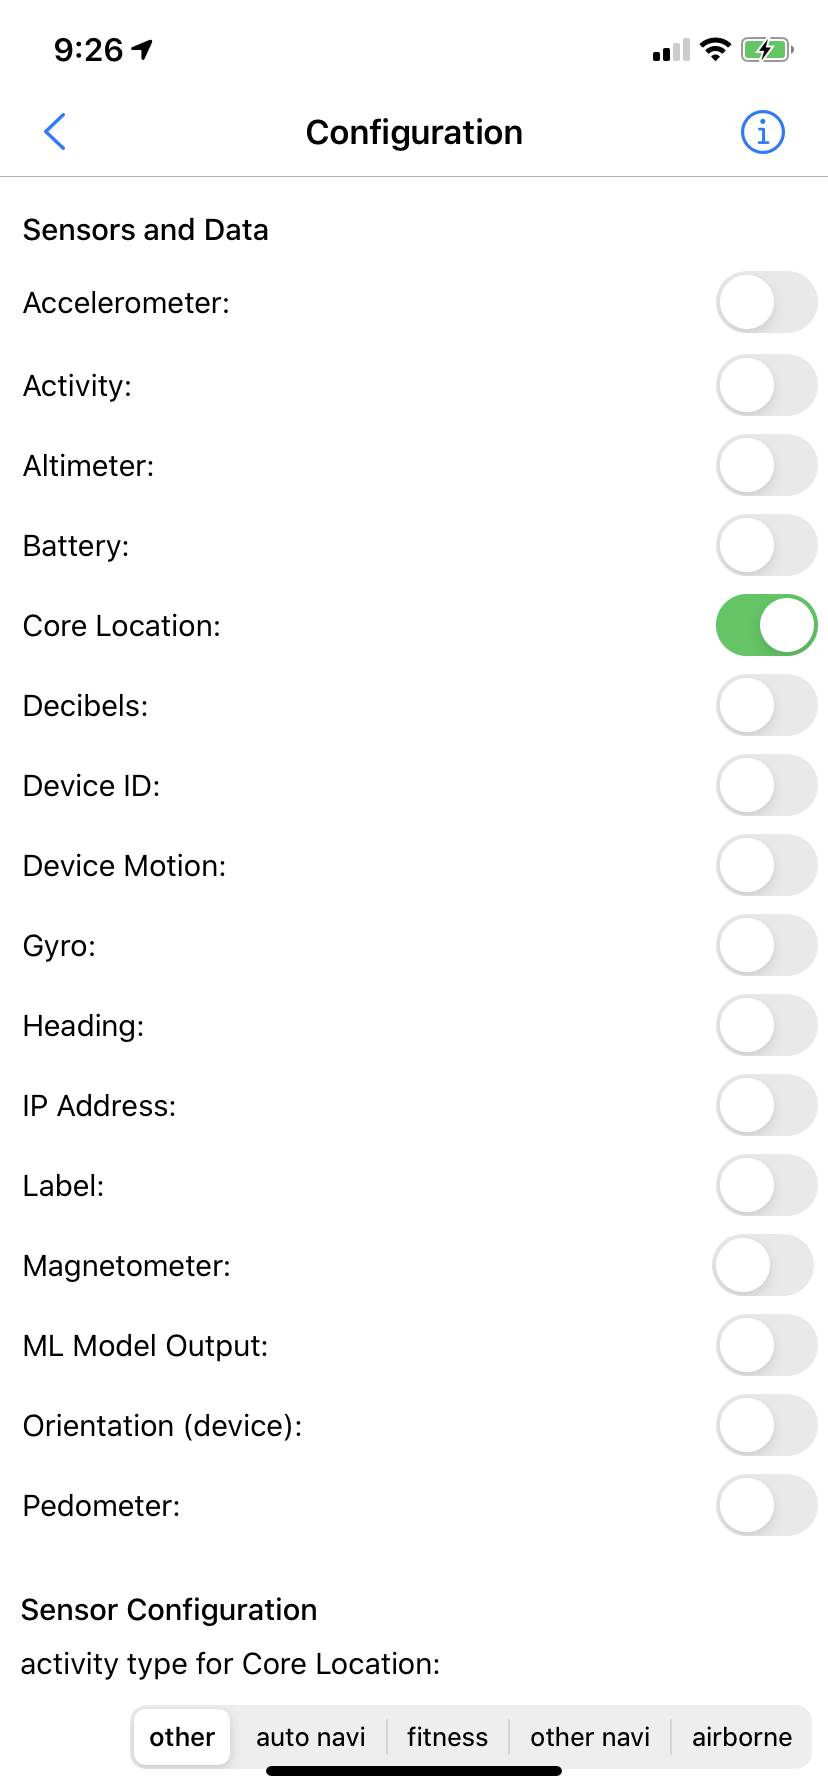 9:26
Configuration
Sensors and Data
Accelerometer:
Activity:
Altimeter:
Battery:
Core Location:
Decibels:
Device ID:
Device Motion:
Gyro:
Heading:
IP Address:
Label:
Magnetometer:
ML Model Output:
Orientation (device):
Pedometer:
Sensor Configuration
activity type for Core Location:
other auto navi fitness other navi airborne